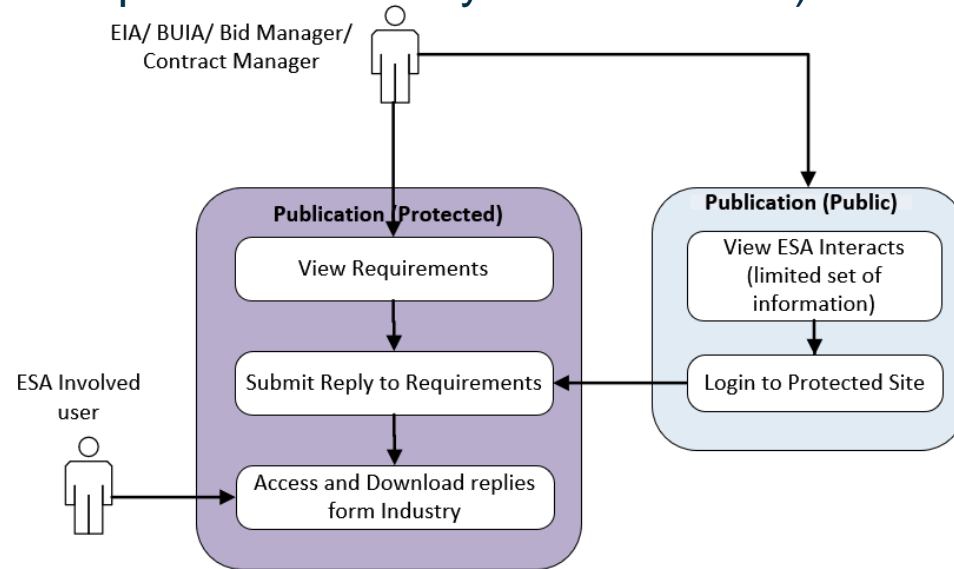 EIA/ BUIA/ Bid Manager/
Contract Manager
Publication (Protected)
View Requirements
Submit Reply to Requirements
Access and Download replies
form Industry
Publication (Public)
View ESA Interacts
(limited set of
information)
Login to Protected Site
ESA Involved
user